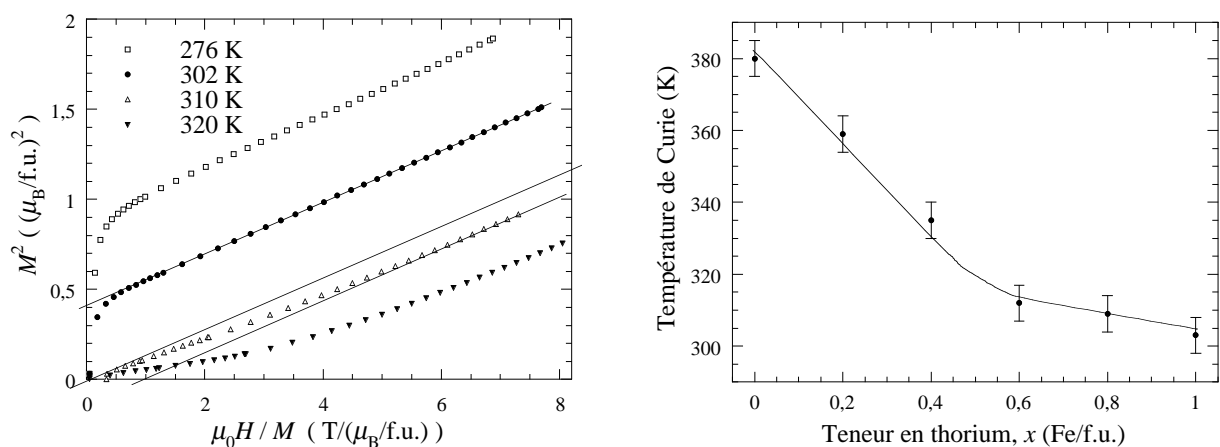 2
1,5
1
0,5
0
276 K
302 K
310 K
320 K
M² ( (μB/f.u.)² )
0 2 4 6 8
μ0H / M ( T/(μB/f.u.) )
380
360
340
320
300
Température de Curie (K)
0 0,2 0,4 0,6 0,8 1
Teneur en thorium, x (Fe/f.u.)